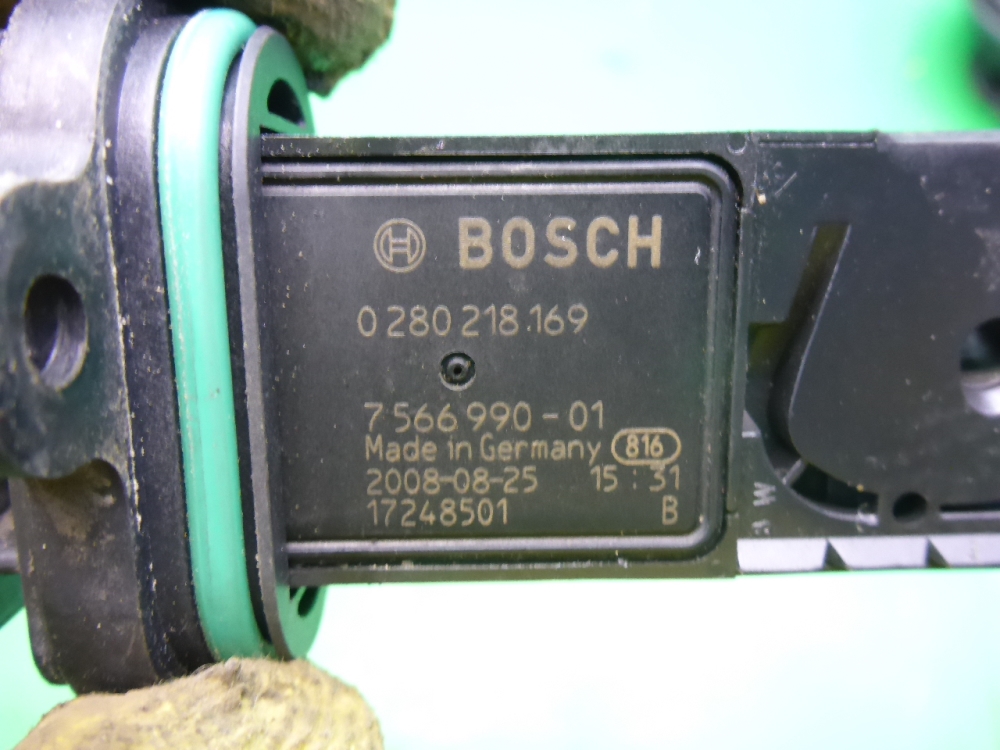 BOSCH
0 280 218 169
7 566 990-01
Made in Germany 816
2008-08-25 15:31
17248501 B